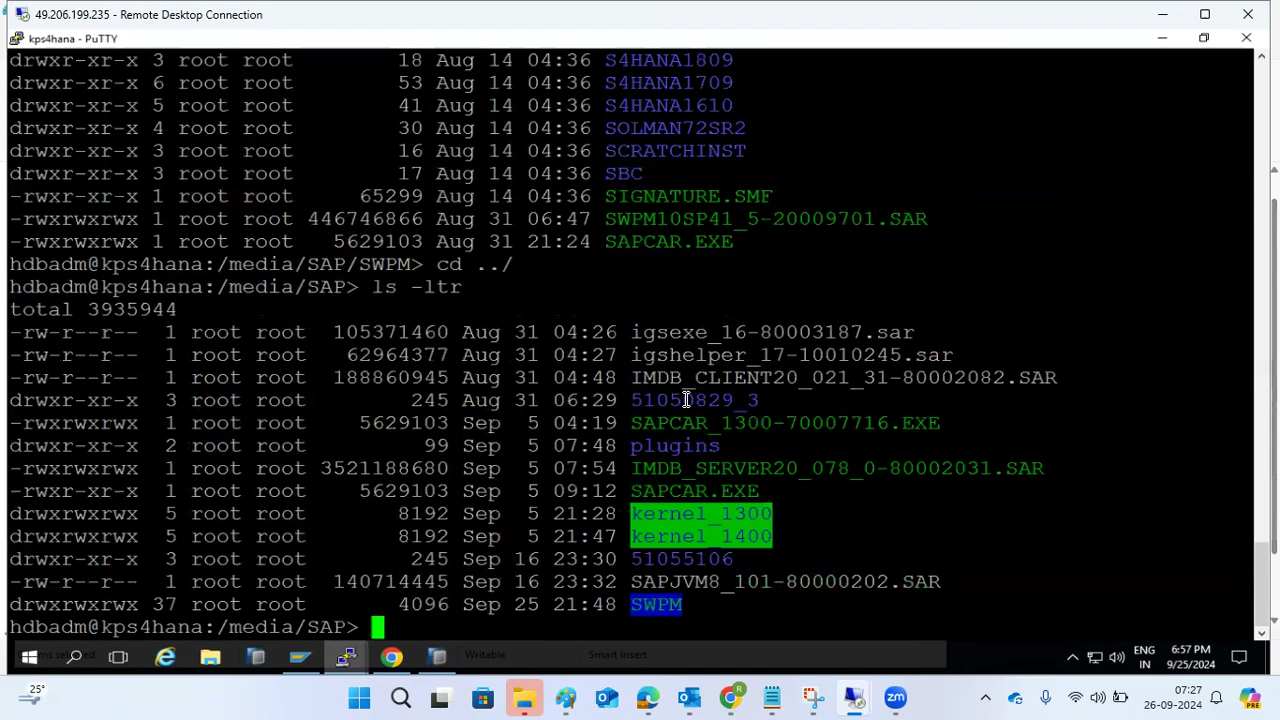 49.206.199.235 - Remote Desktop Connection
kps4hana - PuTTY
drwxr-xr-x 3 root root 18 Aug 14 04:36 S4HANA1809
drwxr-xr-x 6 root root 53 Aug 14 04:36 S4HANA1709
drwxr-xr-x 5 root root 41 Aug 14 04:36 S4HANA1610
drwxr-xr-x 4 root root 30 Aug 14 04:36 SOLMAN72SR2
drwxr-xr-x 3 root root 16 Aug 14 04:36 SCRATCHINST
drwxr-xr-x 3 root root 17 Aug 14 04:36 SBC
-rwxr-xr-x 1 root root 65299 Aug 14 04:36 SIGNATURE.SMF
-rwxrwxrwx 1 root root 446746866 Aug 31 06:47 SWPM10SP41_5-20009701.SAR
-rwxrwxrwx 1 root root 5629103 Aug 31 21:24 SAPCAR.EXE
hdbadm@kps4hana:/media/SAP/SWPM> cd ../
hdbadm@kps4hana:/media/SAP> ls -ltr
total 3935944
-rw-r--r-- 1 root root 105371460 Aug 31 04:26 igsexe_16-80003187.sar
-rw-r--r-- 1 root root 62964377 Aug 31 04:27 igshelper_17-10010245.sar
-rw-r--r-- 1 root root 188860945 Aug 31 04:48 IMDB_CLIENT20_021_31-80002082.SAR
drwxr-xr-x 3 root root 245 Aug 31 06:29 51050829_3
-rwxrwxrwx 1 root root 5629103 Sep 5 04:19 SAPCAR_1300-70007716.EXE
drwxr-xr-x 2 root root 99 Sep 5 07:48 plugins
-rwxrwxrwx 1 root root 3521188680 Sep 5 07:54 IMDB_SERVER20_078_0-80002031.SAR
-rwxr-xr-x 1 root root 5629103 Sep 5 09:12 SAPCAR.EXE
drwxrwxrwx 5 root root 8192 Sep 5 21:28 kernel_1300
drwxrwxrwx 5 root root 8192 Sep 5 21:47 kernel_1400
drwxr-xr-x 3 root root 245 Sep 16 23:30 51055106
-rw-r--r-- 1 root root 140714445 Sep 16 23:32 SAPJVM8_101-80000202.SAR
drwxrwxrwx 37 root root 4096 Sep 25 21:48 SWPM
hdbadm@kps4hana:/media/SAP>
Writable
Smart Insert
ENG
IN
6:57 PM
9/25/2024
25°
07:27
26-09-2024